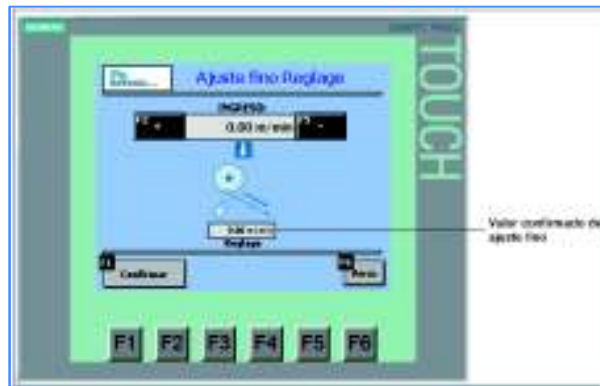 SIEMENS
TOUCH
Ajuste fino Reglage
INGRESO
+ 0.00 m/min -
Reglage
Confirmar
F1 F2 F3 F4 F5 F6
Valor confirmado de
ajuste fino